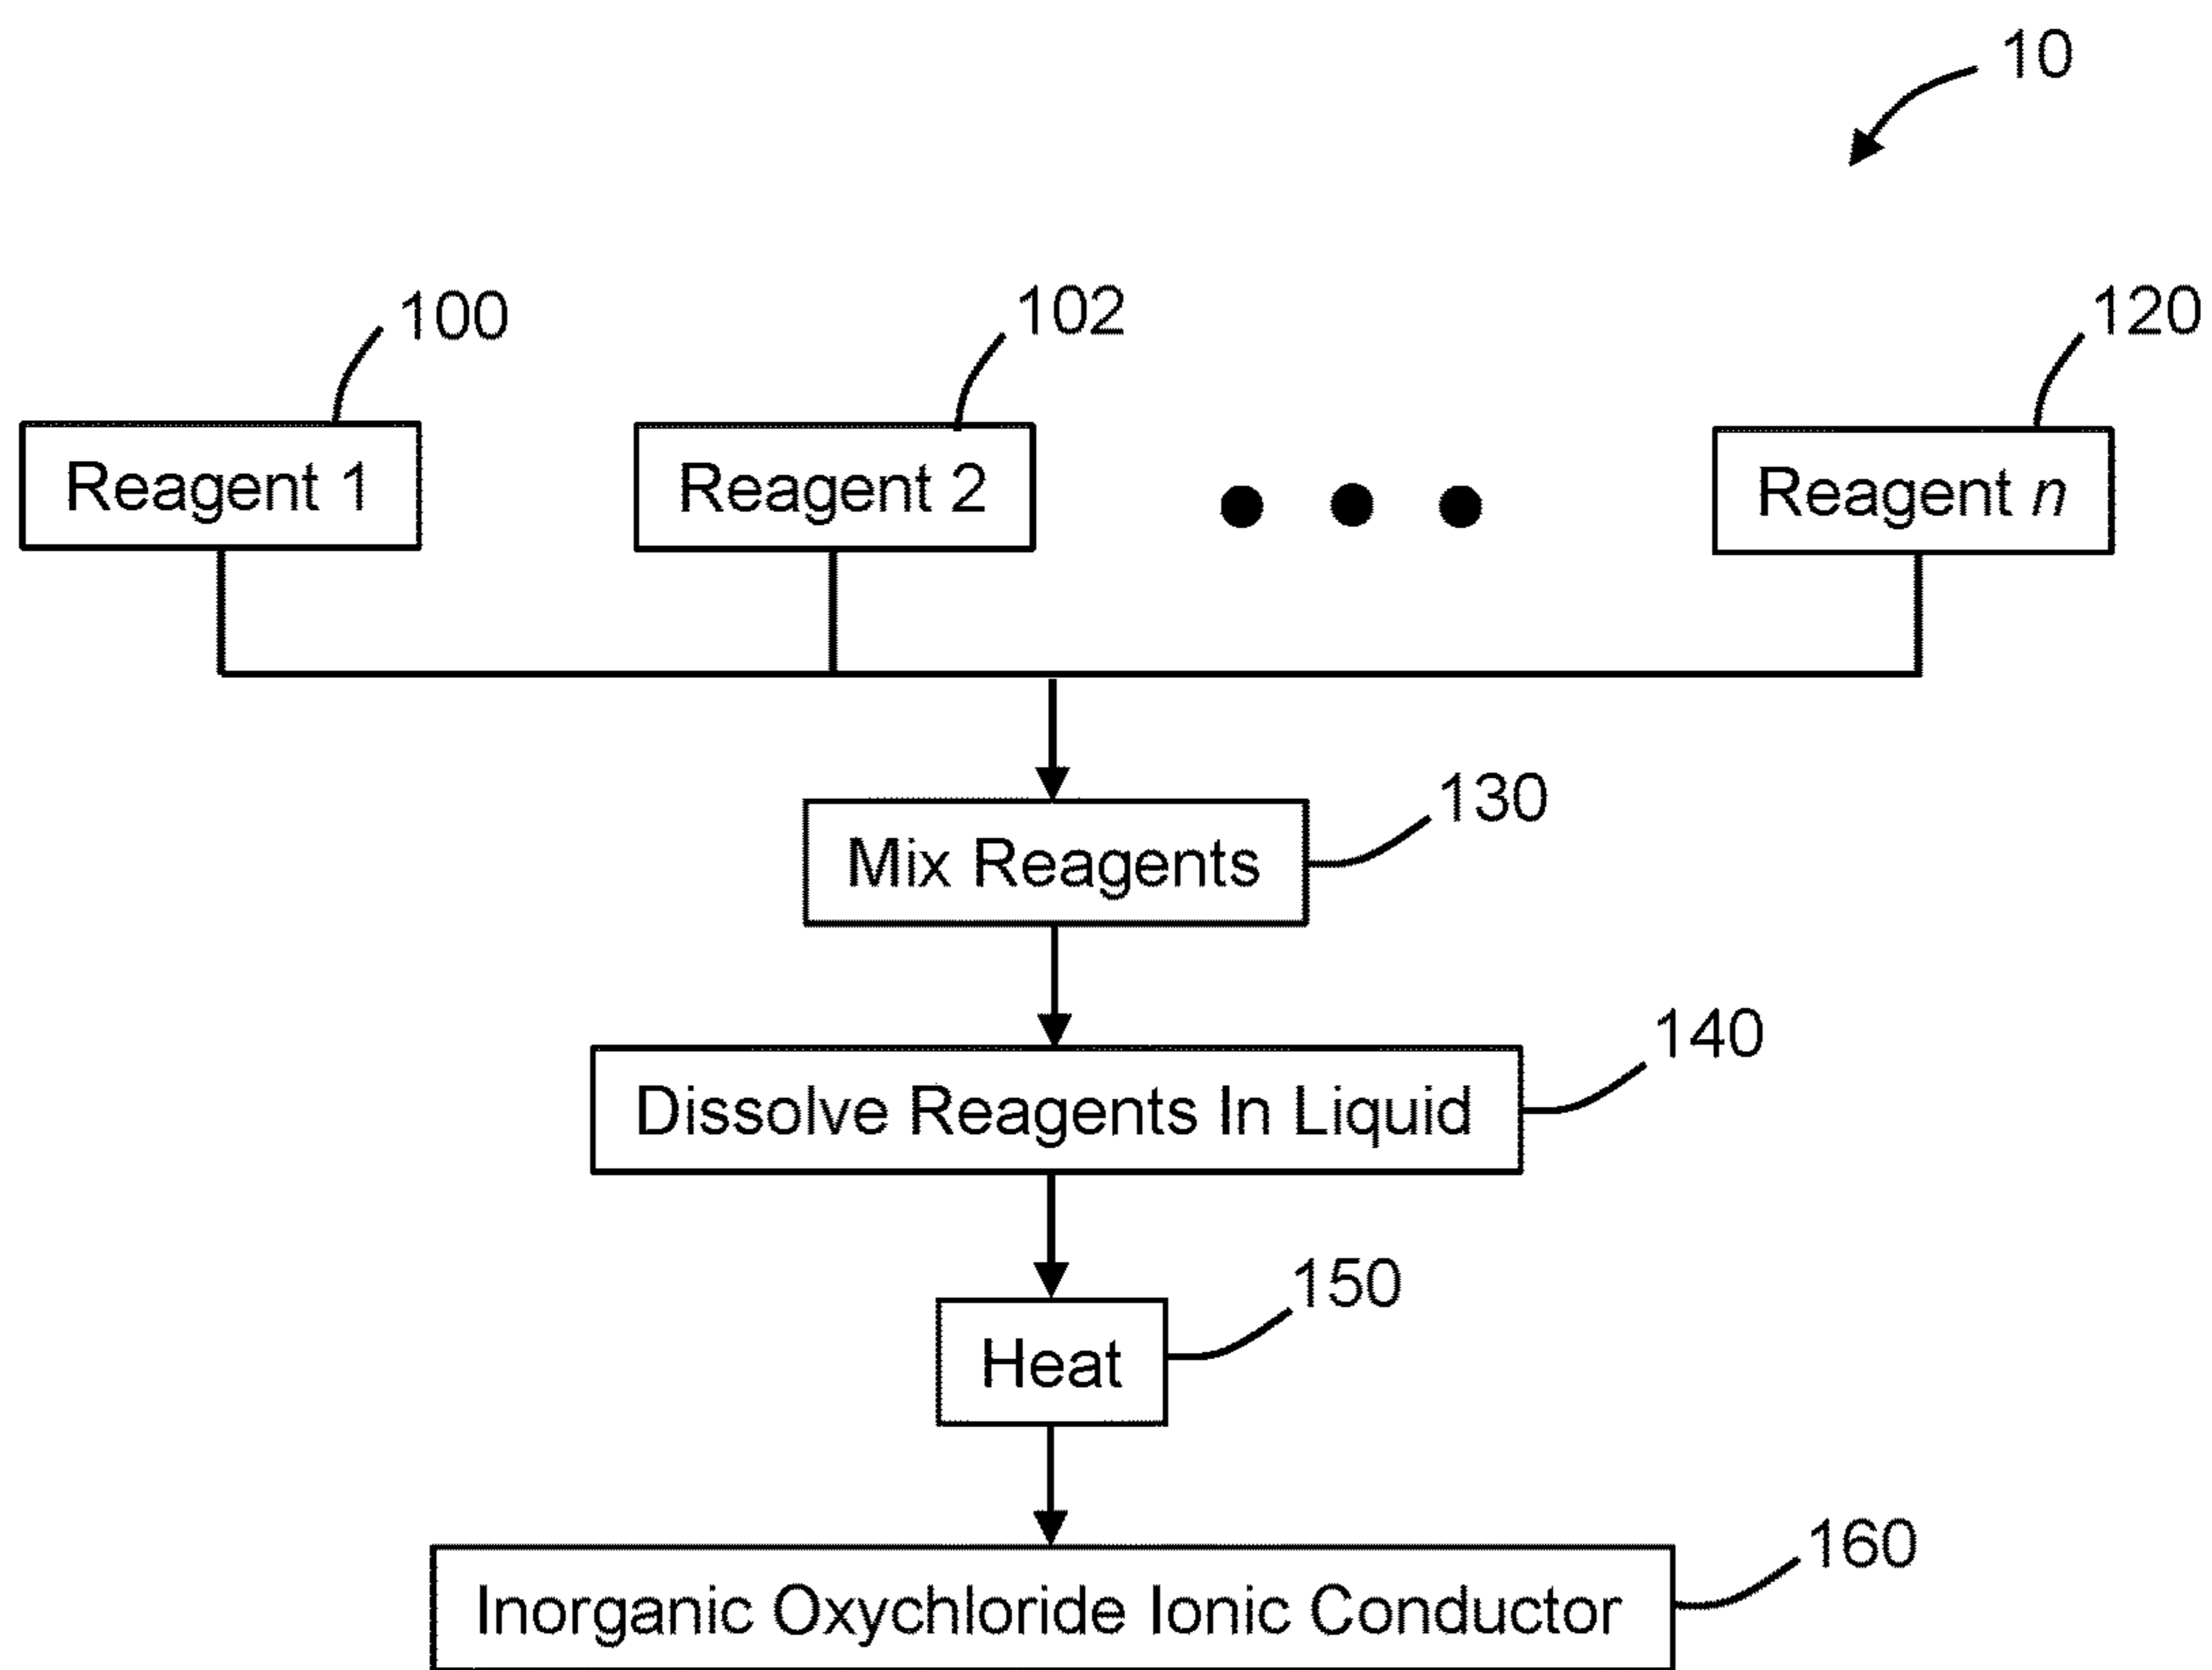 10
100
102
120
Reagent 1
Reagent 2
Reagent n
130
Mix Reagents
140
Dissolve Reagents In Liquid
150
Heat
160
Inorganic Oxychloride Ionic Conductor